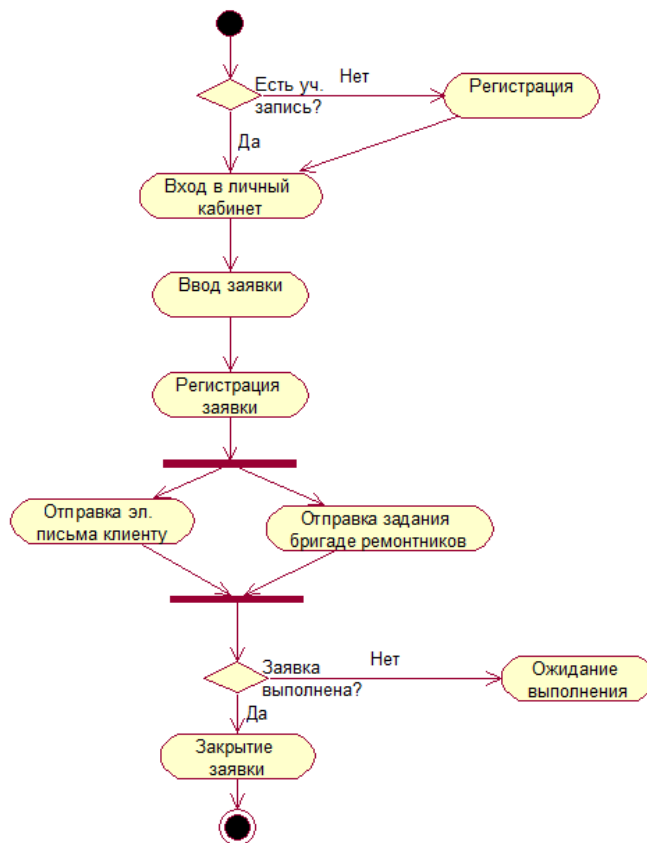 Есть уч.
запись?
Нет
Регистрация
Да
Вход в личный
кабинет
Ввод заявки
Регистрация
заявки
Отправка эл.
письма клиенту
Отправка задания
бригаде ремонтников
Заявка
выполнена?
Нет
Ожидание
выполнения
Да
Закрытие
заявки